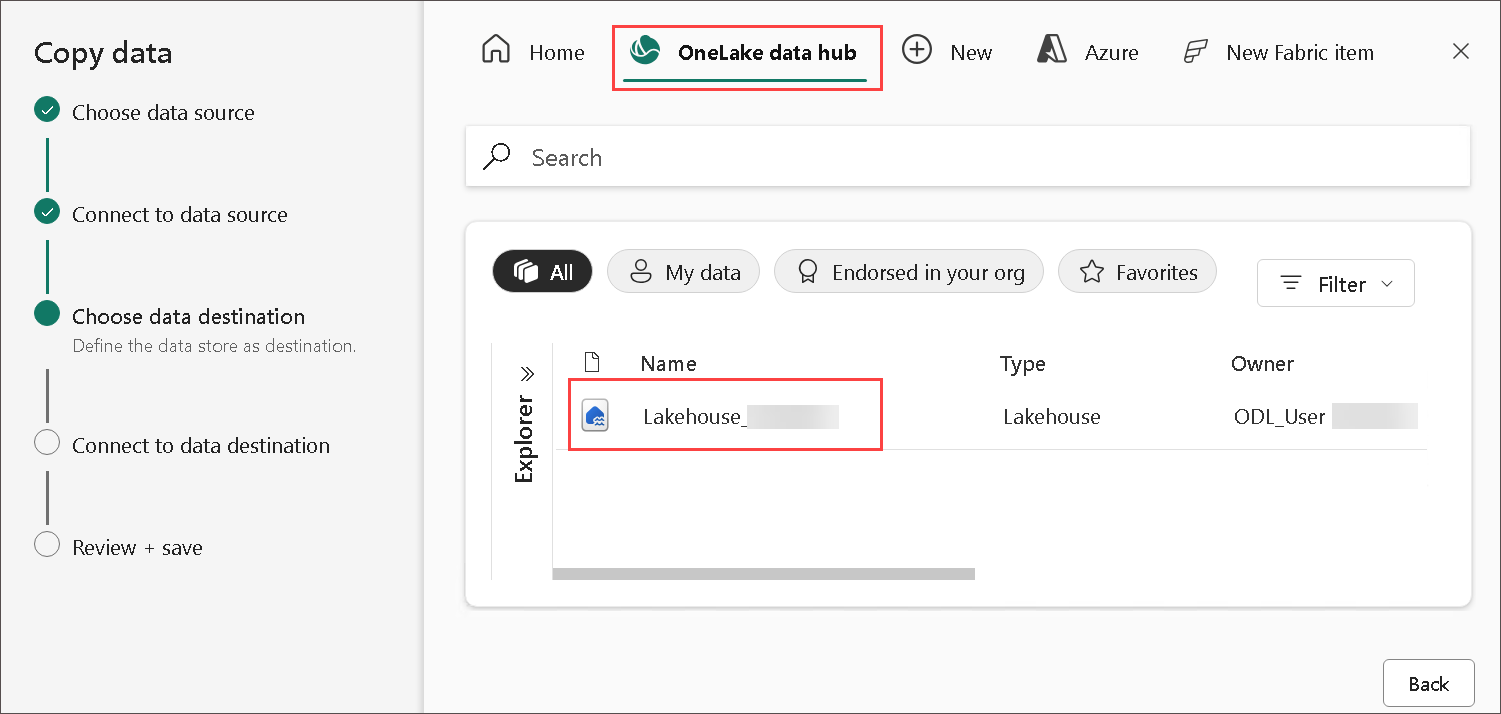 Copy data
Choose data source
Connect to data source
Choose data destination
Define the data store as destination.
Connect to data destination
Review + save
Home OneLake data hub New Azure New Fabric item
Search
All My data Endorsed in your org Favorites Filter
Explorer
Name Type Owner
Lakehouse_ Lakehouse ODL_User
Back